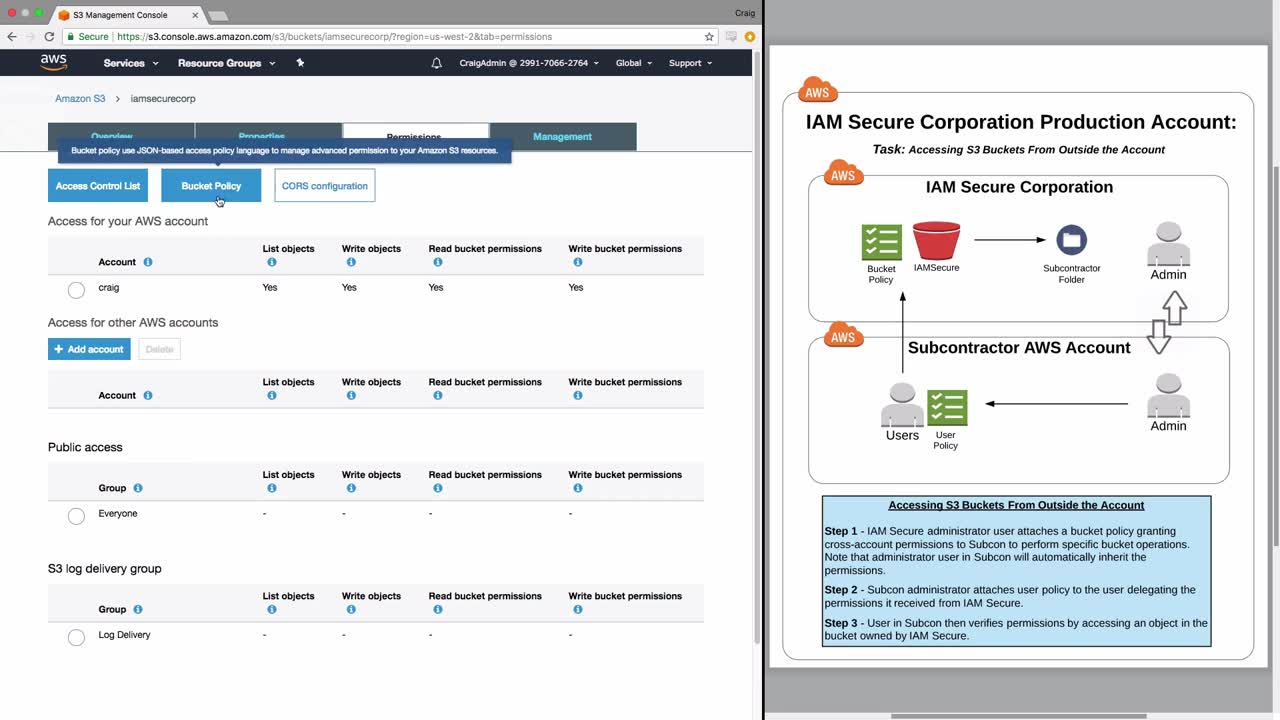 S3 Management Console
Craig
Secure https://s3.console.aws.amazon.com/s3/buckets/iamsecurecorp/?region=us-west-2&tab=permissions
aws Services Resource Groups CraigAdmin @ 2991-7066-2764 Global Support
Amazon S3 > iamsecurecorp
Overview Properties Permissions Management
Bucket policy use JSON-based access policy language to manage advanced permission to your Amazon S3 resources.
Access Control List Bucket Policy CORS configuration
Access for your AWS account
List objects Write objects Read bucket permissions Write bucket permissions
Account
craig Yes Yes Yes Yes
Access for other AWS accounts
+ Add account Delete
List objects Write objects Read bucket permissions Write bucket permissions
Account
Public access
List objects Write objects Read bucket permissions Write bucket permissions
Group
Everyone - - - -
S3 log delivery group
List objects Write objects Read bucket permissions Write bucket permissions
Group
Log Delivery - - - -
AWS
IAM Secure Corporation Production Account:
Task: Accessing S3 Buckets From Outside the Account
AWS
IAM Secure Corporation
Bucket
Policy
IAMSecure
Subcontractor
Folder
Admin
AWS
Subcontractor AWS Account
Users
User
Policy
Admin
Accessing S3 Buckets From Outside the Account
Step 1 - IAM Secure administrator user attaches a bucket policy granting
cross-account permissions to Subcon to perform specific bucket operations.
Note that administrator user in Subcon will automatically inherit the
permissions.
Step 2 - Subcon administrator attaches user policy to the user delegating the
permissions it received from IAM Secure.
Step 3 - User in Subcon then verifies permissions by accessing an object in the
bucket owned by IAM Secure.